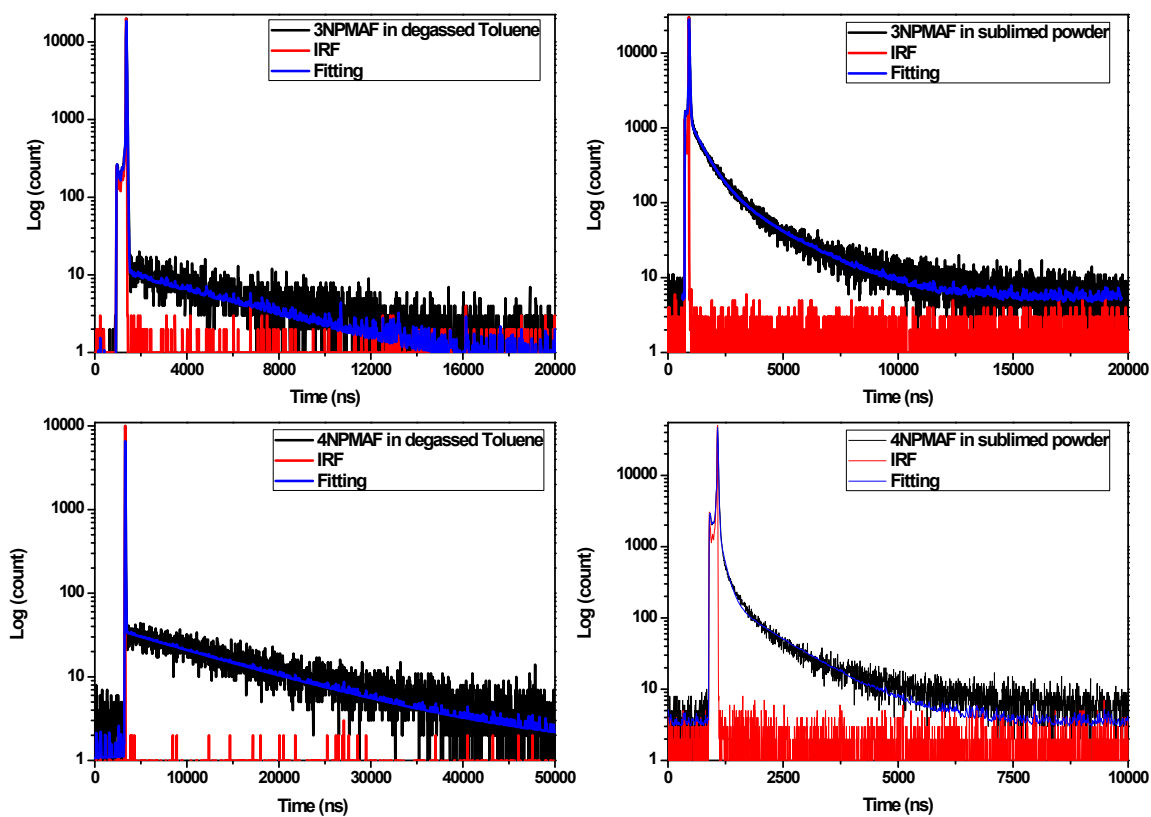 3NPMAF in degassed Toluene
IRF
Fitting
10000
1000
100
10
1
Log (count)
0 4000 8000 12000 16000 20000
Time (ns)
3NPMAF in sublimed powder
IRF
Fitting
10000
1000
100
10
1
Log (count)
0 5000 10000 15000 20000
Time (ns)
4NPMAF in degassed Toluene
IRF
Fitting
10000
1000
100
10
1
Log (count)
0 10000 20000 30000 40000 50000
Time (ns)
4NPMAF in sublimed powder
IRF
Fitting
10000
1000
100
10
1
Log (count)
0 2500 5000 7500 10000
Time (ns)